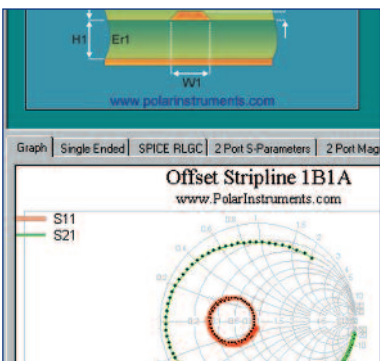 H1 Er1
W1
www.polarinstruments.com
Graph Single Ended SPICE RLGC 2 Port S-Parameters 2 Port Mag
Offset Stripline 1B1A
www.PolarInstruments.com
S11
S21